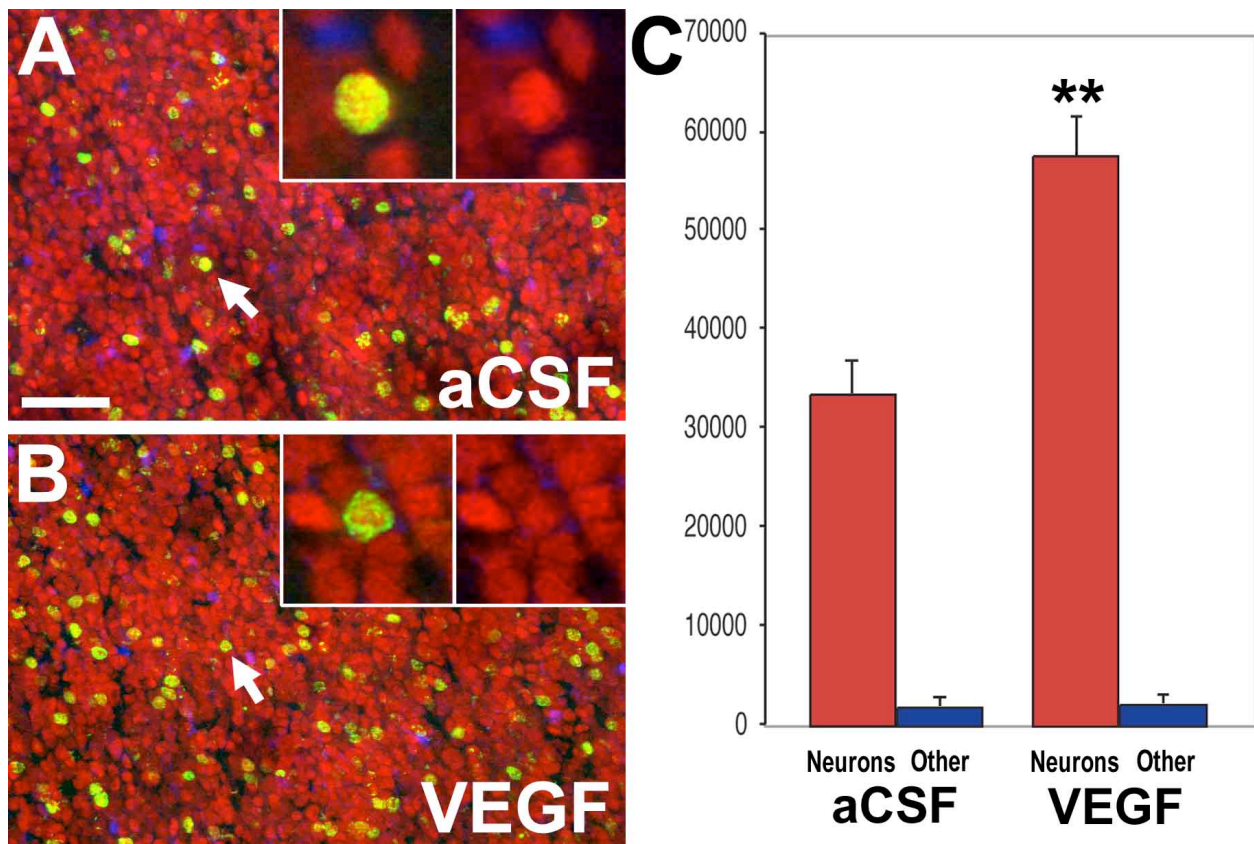 A
aCSF
B
VEGF
C
70000
60000
50000
40000
30000
20000
10000
0
**
Neurons Other Neurons Other
aCSF VEGF